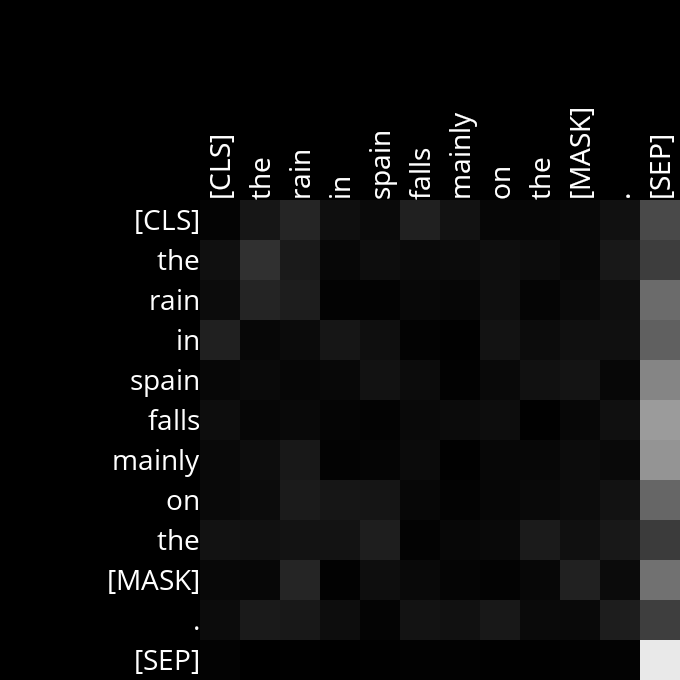 [CLS] the rain in spain falls mainly on the [MASK] . [SEP]
[CLS]
the
rain
in
spain
falls
mainly
on
the
[MASK]
.
[SEP]